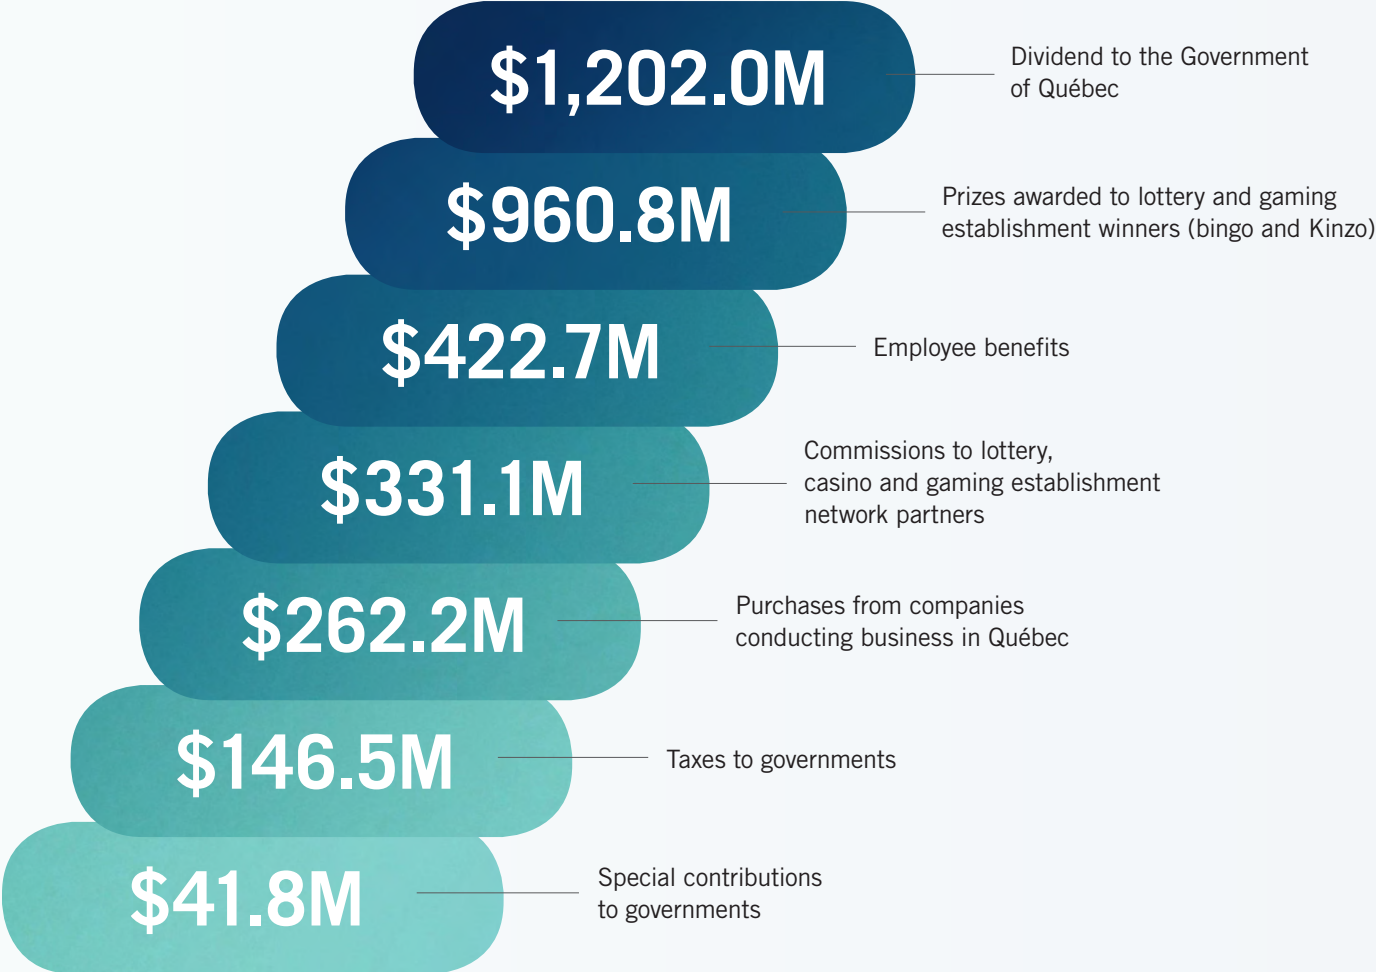 $1,202.0M
Dividend to the Government
of Québec
$960.8M
Prizes awarded to lottery and gaming
establishment winners (bingo and Kinzo)
$422.7M
Employee benefits
$331.1M
Commissions to lottery,
casino and gaming establishment
network partners
$262.2M
Purchases from companies
conducting business in Québec
$146.5M
Taxes to governments
$41.8M
Special contributions
to governments